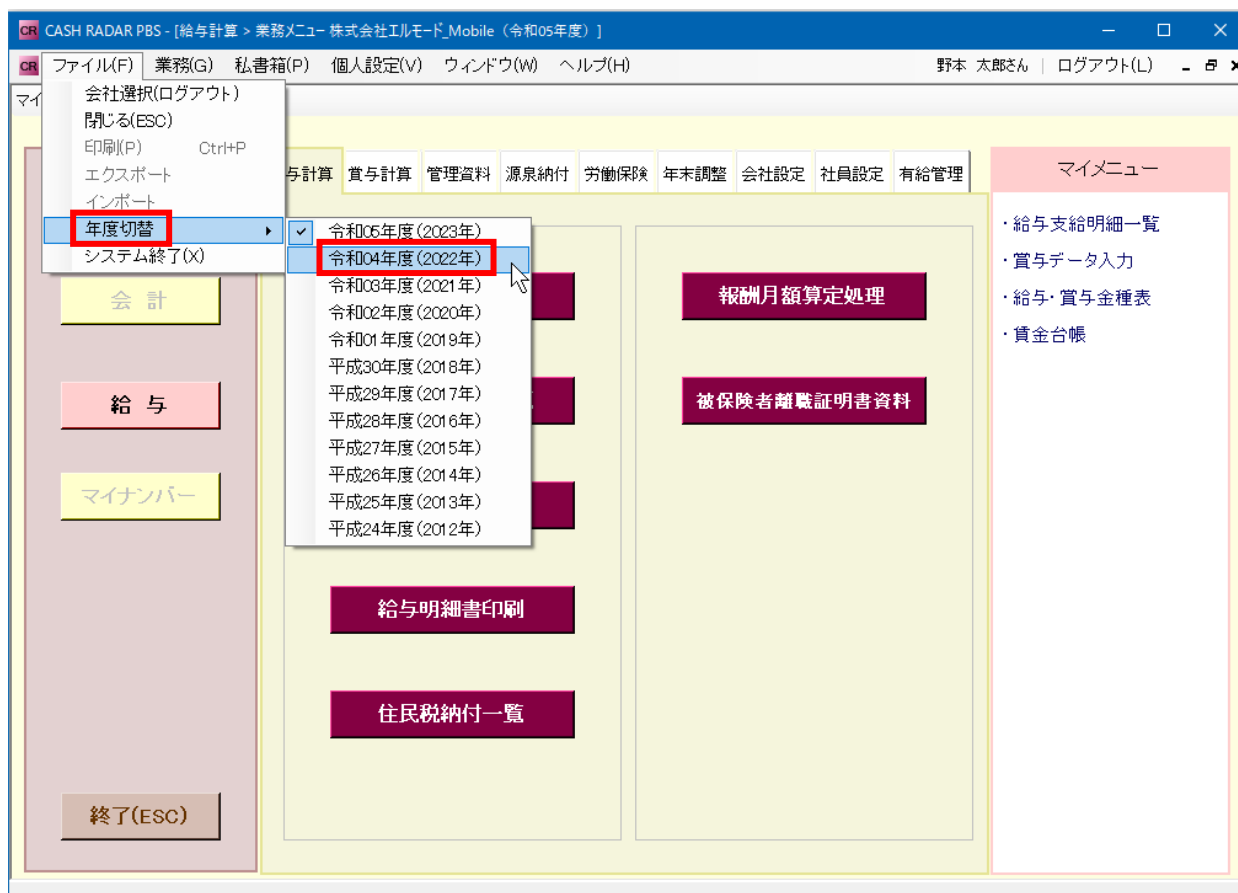 CR CASH RADAR PBS - [給与計算 > 業務メニュー 株式会社エルモード_Mobile（令和05年度）]
CR ファイル(F) 業務(G) 私書箱(P) 個人設定(V) ウィンドウ(W) ヘルプ(H) 野本 太郎さん | ログアウト(L)
マイ
会社選択(ログアウト)
閉じる(ESC)
印刷(P) Ctrl+P
エクスポート
インポート
年度切替
システム終了(X)
与計算 賞与計算 管理資料 源泉納付 労働保険 年末調整 会社設定 社員設定 有給管理
令和05年度(2023年)
令和04年度(2022年)
令和03年度(2021年)
令和02年度(2020年)
令和01年度(2019年)
平成30年度(2018年)
平成29年度(2017年)
平成28年度(2016年)
平成27年度(2015年)
平成26年度(2014年)
平成25年度(2013年)
平成24年度(2012年)
会 計
給 与
マイナンバー
終了(ESC)
給与明細書印刷
住民税納付一覧
報酬月額算定処理
被保険者離職証明書資料
マイメニュー
・給与支給明細一覧
・賞与データ入力
・給与・賞与金種表
・賃金台帳